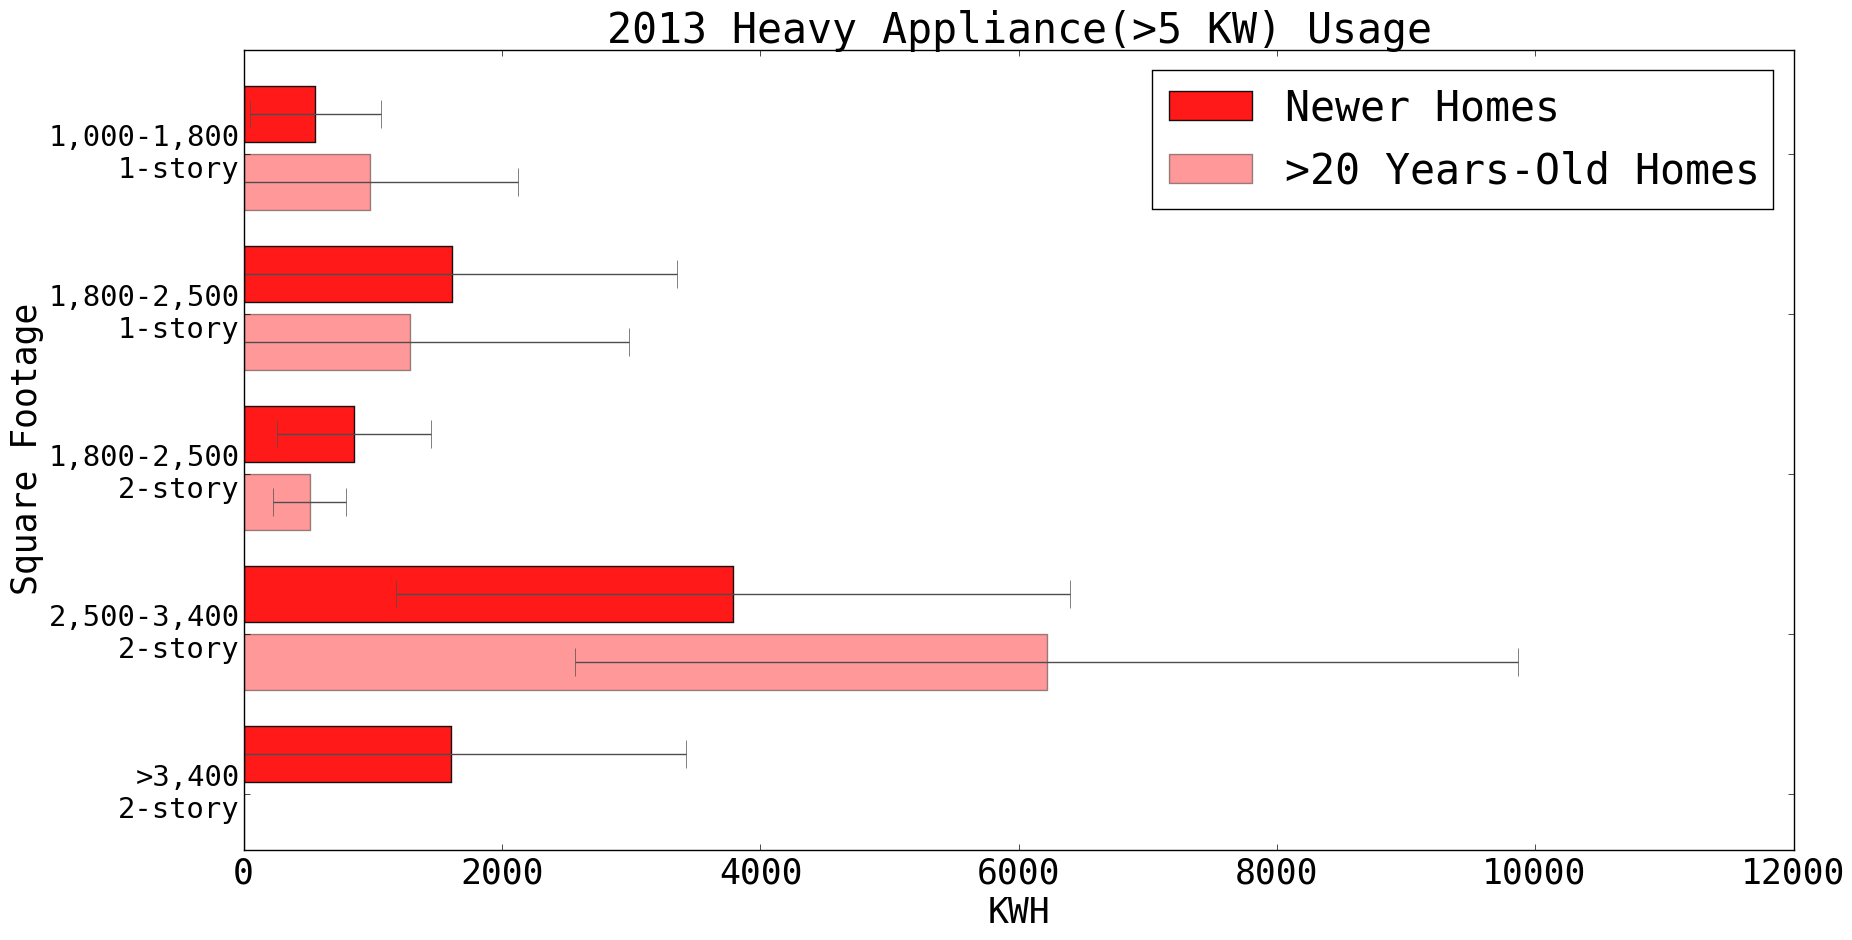 2013 Heavy Appliance(>5 KW) Usage
Newer Homes
>20 Years-Old Homes
Square Footage
1,000-1,800
1-story
1,800-2,500
1-story
1,800-2,500
2-story
2,500-3,400
2-story
>3,400
2-story
0 2000 4000 6000 8000 10000 12000
KWH